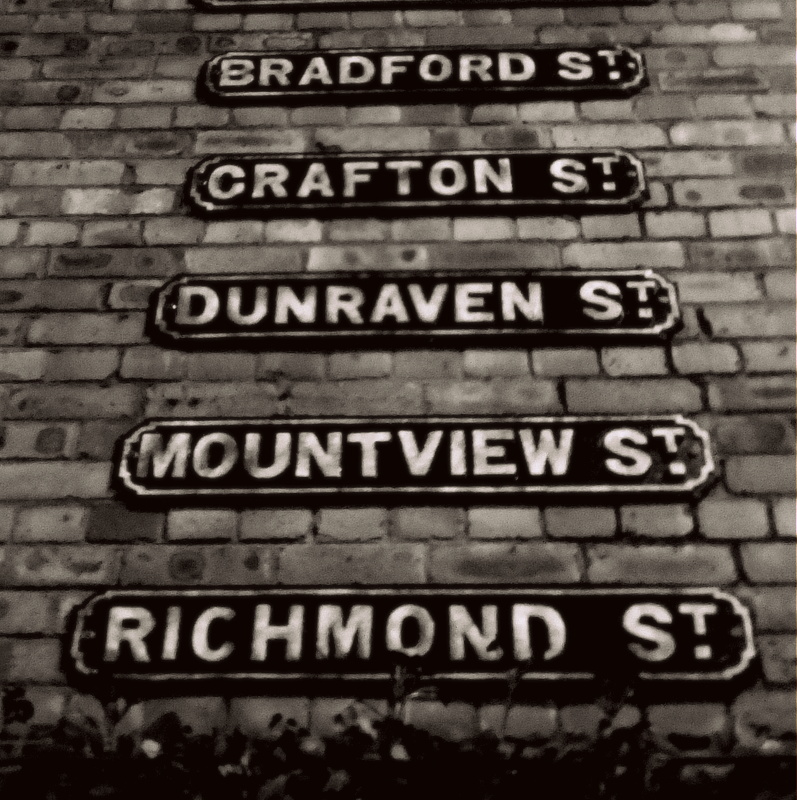 BRADFORD ST.
CRAFTON ST.
DUNRAVEN ST.
MOUNTVIEW ST.
RICHMOND ST.